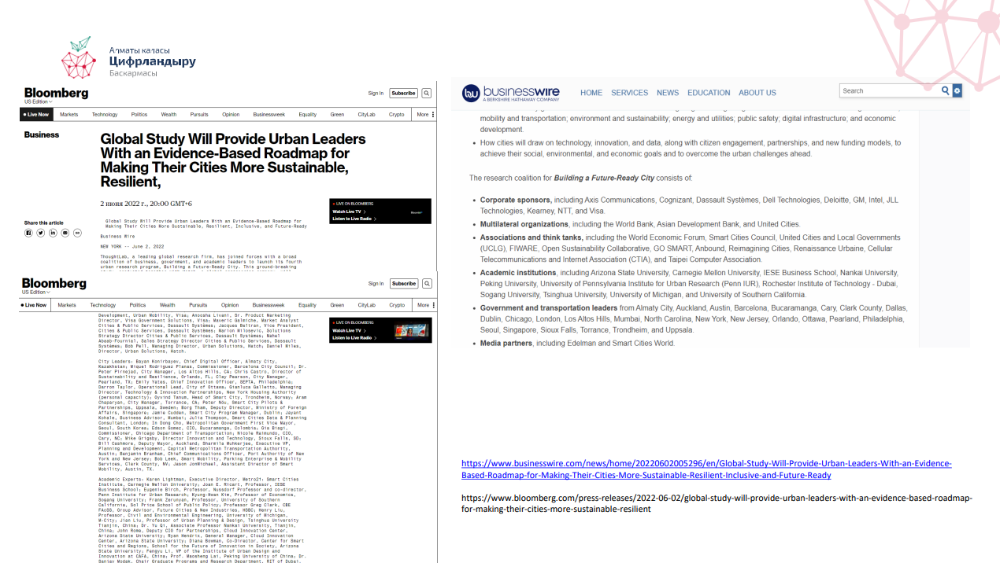 Алматы қаласы
Цифрландыру
Басқармасы
Bloomberg
US Edition
Sign In Subscribe
Live Now Markets Technology Politics Wealth Pursuits Opinion Businessweek Equality Green CityLab Crypto More
Business
Global Study Will Provide Urban Leaders
With an Evidence-Based Roadmap for
Making Their Cities More Sustainable,
Resilient,
2 июня 2022 г., 20:00 GMT+6
LIVE ON BLOOMBERG
Watch Live TV
Listen to Live Radio
Share this article
Global Study Will Provide Urban Leaders With an Evidence-Based Roadmap for
Making Their Cities More Sustainable, Resilient, Inclusive, and Future-Ready
Business Wire
NEW YORK -- June 2, 2022
ThoughtLab, a leading global research firm, has joined forces with a broad
coalition of business, government, and academic leaders to launch its fourth
urban research program, Building a Future-Ready City. This ground-breaking
Bloomberg
US Edition
Sign In Subscribe
Live Now Markets Technology Politics Wealth Pursuits Opinion Businessweek Equality Green CityLab Crypto More
LIVE ON BLOOMBERG
Watch Live TV
Listen to Live Radio
Development, Urban Mobility, Visa; Anoosha Livani, Sr. Product Marketing
Director, Visa Government Solutions, Visa; Maveric Galmiche, Market Analyst
Cities & Public Services, Dassault Systèmes; Jacques Beltran, Vice President,
Cities & Public Services, Dassault Systèmes; Marion Milosevic, Solutions
Strategy Director Cities & Public Services, Dassault Systèmes; Mahel
Abaab-Fournial, Sales Strategy Director Cities & Public Services, Dassault
Systèmes; Bob Pell, Managing Director, Urban Solutions, Hatch; Daniel Miles,
Director, Urban Solutions, Hatch.
City Leaders: Bayan Konirbayev, Chief Digital Officer, Almaty City,
Kazakhstan; Miquel Rodríguez Planas, Commissioner, Barcelona City Council; Dr.
Peter Pirnejad, City Manager, Los Altos Hills, CA; Chris Castro, Director of
Sustainability and Resilience, Orlando, FL; Clay Pearson, City Manager,
Pearland, TX; Emily Yates, Chief Innovation Officer, SEPTA, Philadelphia;
Darron Taylor, Operational Lead, City of Ottawa; Gianluca Galletto, Managing
Director, Technology & Innovation Partnerships, New York Housing Authority
(personal capacity); Oyvind Tanum, Head of Smart City, Trondheim, Norway; Aram
Chaparyan, City Manager, Torrance, CA; Peter Nõu, Smart City Pilots &
Partnerships, Uppsala, Sweden; Borg Tham, Deputy Director, Ministry of Foreign
Affairs, Singapore; Jamie Cudden, Smart City Program Manager, Dublin; Jayant
Kohale, Business Advisor, Mumbai; Julia Thompson, Smart Cities Data & Planning
Consultant, London; In Dong Cho, Metropolitan Government First Vice Mayor,
Seoul, South Korea; Edson Gomez, CIO, Bucaramanga, Colombia; Gia Biagi,
Commissioner, Chicago Department of Transportation; Nicole Raimundo, CIO,
Cary, NC; Mike Grigsby, Director Innovation and Technology, Sioux Falls, SD;
Bill Cashmore, Deputy Mayor, Auckland; Sharmila Mukherjee, Executive VP,
Planning and Development, Capital Metropolitan Transportation Authority,
Austin; Benjamin Branham, Chief Communications Officer, Port Authority of New
York and New Jersey; Bob Leek, Smart Mobility, Parking Enterprise & Mobility
Services, Clark County, NV; Jason JonMichael, Assistant Director of Smart
Mobility, Austin, TX.
Academic Experts: Karen Lightman, Executive Director, Metro21: Smart Cities
Institute, Carnegie Mellon University; Joan E. Ricart, Professor, IESE
Business School; Eugenie Birch, Professor, Nussdorf Professor and co-director,
Penn Institute for Urban Research; Kyung-Hwan Kim, Professor of Economics,
Sogang University; Frank Zerunyan, Professor, University of Southern
California, Sol Price School of Public Policy; Professor Greg Clark, CBE
FAcSS, Group Advisor, Future Cities & New Industries, HSBC; Henry Liu,
Professor, Civil and Environmental Engineering, University of Michigan,
M-City; Jian Liu, Professor of Urban Planning & Design, Tsinghua University
Tianjin, China; Dr. Yu Qi, Associate Professor Nankai University, Tianjin,
China; John Rome, Deputy CIO for Partnerships, Cloud Innovation Center,
Arizona State University; Ryan Hendrix, General Manager, Cloud Innovation
Center, Arizona State University; Diana Bowman, Co-Director, Center for Smart
Cities and Regions, School for the Future of Innovation in Society, Arizona
State University; Fengyu Li, VP of the Institute of Urban Design and
Innovation at CAFA, China; Prof. Maosheng Lai, Peking University of China; Dr.
Sanjay Modak, Chair Graduate Programs and Research Department, RIT of Dubai.
businesswire
A BERKSHIRE HATHAWAY COMPANY
HOME SERVICES NEWS EDUCATION ABOUT US
Search
mobility and transportation; environment and sustainability; energy and utilities; public safety; digital infrastructure; and economic
development.
• How cities will draw on technology, innovation, and data, along with citizen engagement, partnerships, and new funding models, to
achieve their social, environmental, and economic goals and to overcome the urban challenges ahead.
The research coalition for Building a Future-Ready City consists of:
• Corporate sponsors, including Axis Communications, Cognizant, Dassault Systèmes, Dell Technologies, Deloitte, GM, Intel, JLL
Technologies, Kearney, NTT, and Visa.
• Multilateral organizations, including the World Bank, Asian Development Bank, and United Cities.
• Associations and think tanks, including the World Economic Forum, Smart Cities Council, United Cities and Local Governments
(UCLG), FIWARE, Open Sustainability Collaborative, GO SMART, Anbound, Reimagining Cities, Renaissance Urbaine, Cellular
Telecommunications and Internet Association (CTIA), and Taipei Computer Association.
• Academic institutions, including Arizona State University, Carnegie Mellon University, IESE Business School, Nankai University,
Peking University, University of Pennsylvania Institute for Urban Research (Penn IUR), Rochester Institute of Technology - Dubai,
Sogang University, Tsinghua University, University of Michigan, and University of Southern California.
• Government and transportation leaders from Almaty City, Auckland, Austin, Barcelona, Bucaramanga, Cary, Clark County, Dallas,
Dublin, Chicago, London, Los Altos Hills, Mumbai, North Carolina, New York, New Jersey, Orlando, Ottawa, Pearland, Philadelphia,
Seoul, Singapore, Sioux Falls, Torrance, Trondheim, and Uppsala.
• Media partners, including Edelman and Smart Cities World.
https://www.businesswire.com/news/home/20220602005296/en/Global-Study-Will-Provide-Urban-Leaders-With-an-Evidence-
Based-Roadmap-for-Making-Their-Cities-More-Sustainable-Resilient-Inclusive-and-Future-Ready
https://www.bloomberg.com/press-releases/2022-06-02/global-study-will-provide-urban-leaders-with-an-evidence-based-roadmap-
for-making-their-cities-more-sustainable-resilient